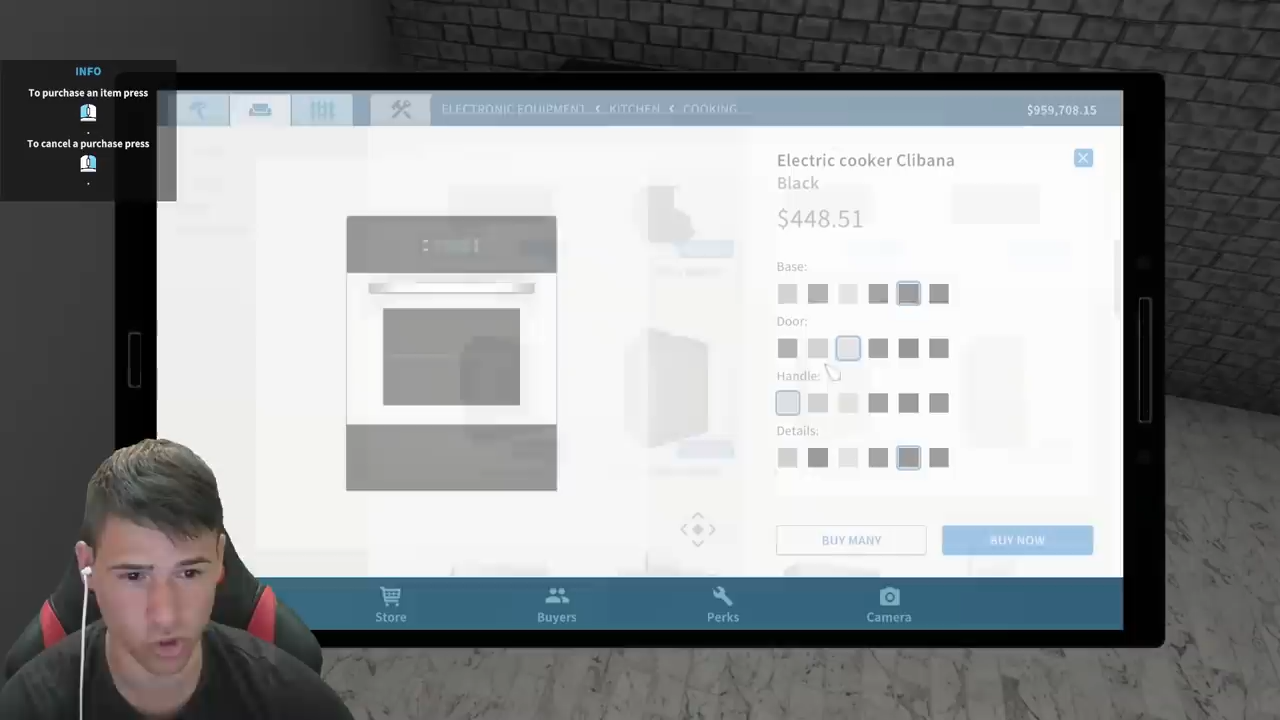 INFO
To purchase an item press
.
To cancel a purchase press
.
ELECTRONIC EQUIPMENT < KITCHEN < COOKING
$959,708.15
Electric cooker Clibana
Black
$448.51
Base:
Door:
Handle:
Details:
BUY MANY
BUY NOW
Store
Buyers
Perks
Camera